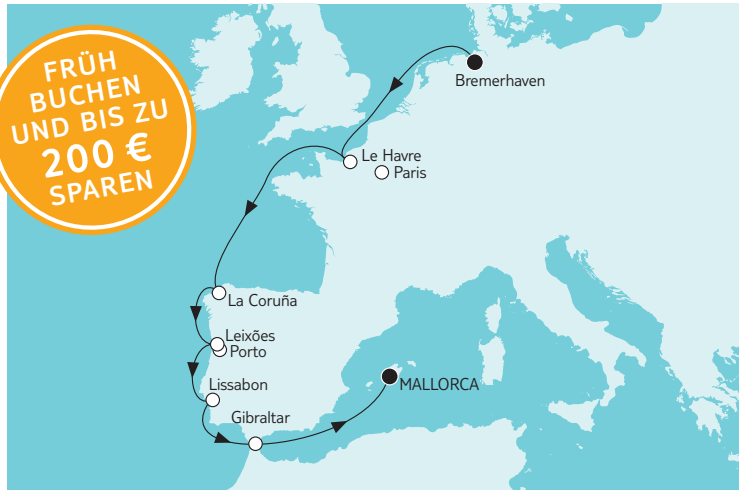 FRÜH
BUCHEN
UND BIS ZU
200 €
SPAREN
Bremerhaven
Le Havre
Paris
La Coruña
Leixões
Porto
Lissabon
MALLORCA
Gibraltar